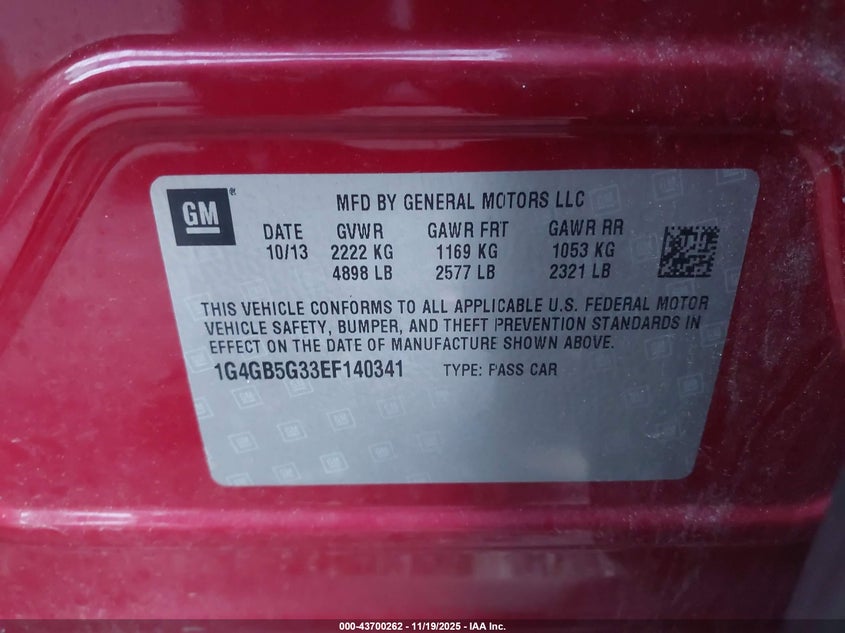 GM
MFD BY GENERAL MOTORS LLC
DATE GVWR GAWR FRT GAWR RR
10/13 2222 KG 1169 KG 1053 KG
4898 LB 2577 LB 2321 LB
THIS VEHICLE CONFORMS TO ALL APPLICABLE U.S. FEDERAL MOTOR
VEHICLE SAFETY, BUMPER, AND THEFT PREVENTION STANDARDS IN
EFFECT ON THE DATE OF MANUFACTURE SHOWN ABOVE.
1G4GB5G33EF140341 TYPE: PASS CAR
000-43700262 - 11/19/2025 - IAA Inc.